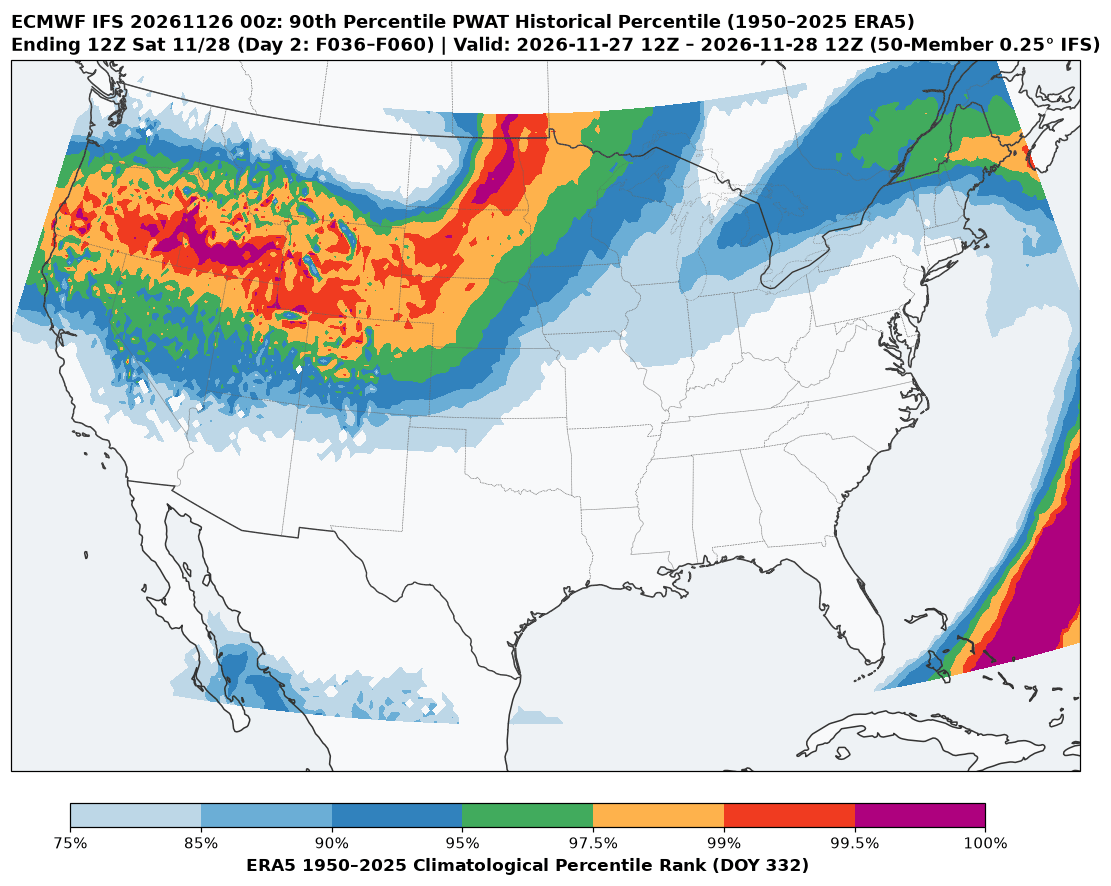 ECMWF IFS 20261126 00z: 90th Percentile PWAT Historical Percentile (1950–2025 ERA5)
Ending 12Z Sat 11/28 (Day 2: F036–F060) | Valid: 2026-11-27 12Z – 2026-11-28 12Z (50-Member 0.25° IFS)
75% 85% 90% 95% 97.5% 99% 99.5% 100%
ERA5 1950–2025 Climatological Percentile Rank (DOY 332)